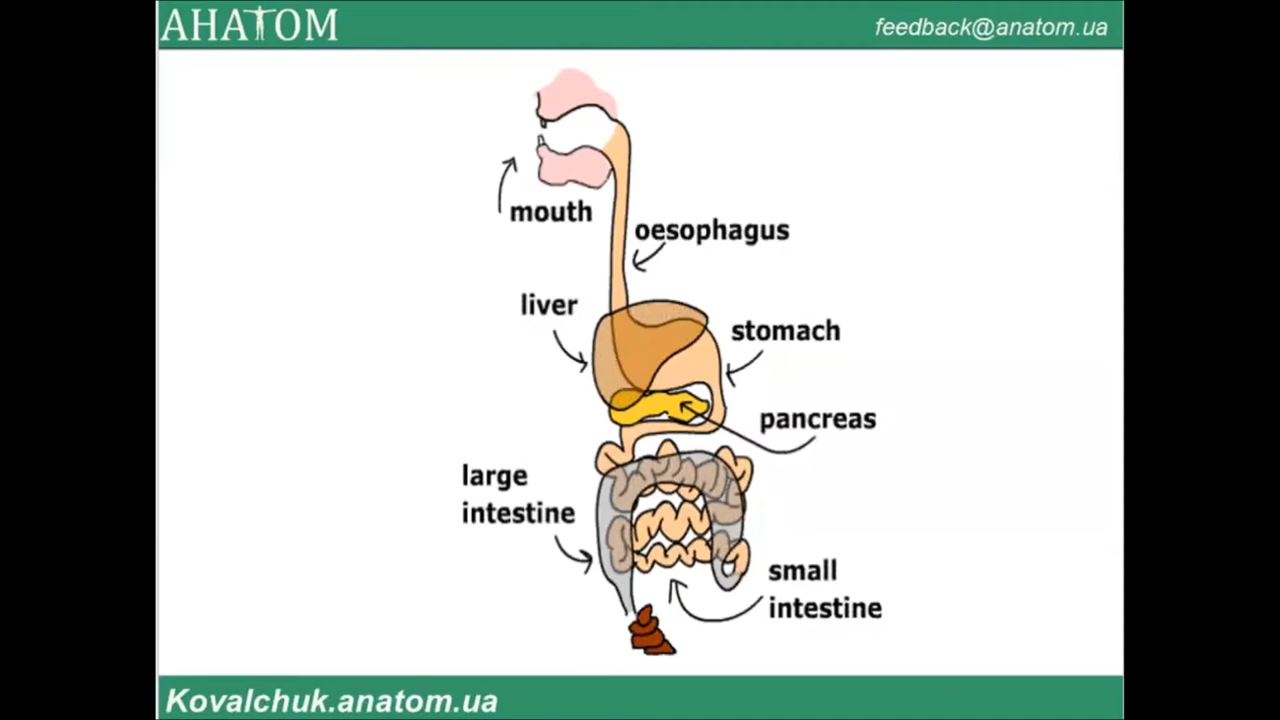 АНАТОМ
feedback@anatom.ua
mouth
oesophagus
liver
stomach
pancreas
large
intestine
small
intestine
Kovalchuk.anatom.ua